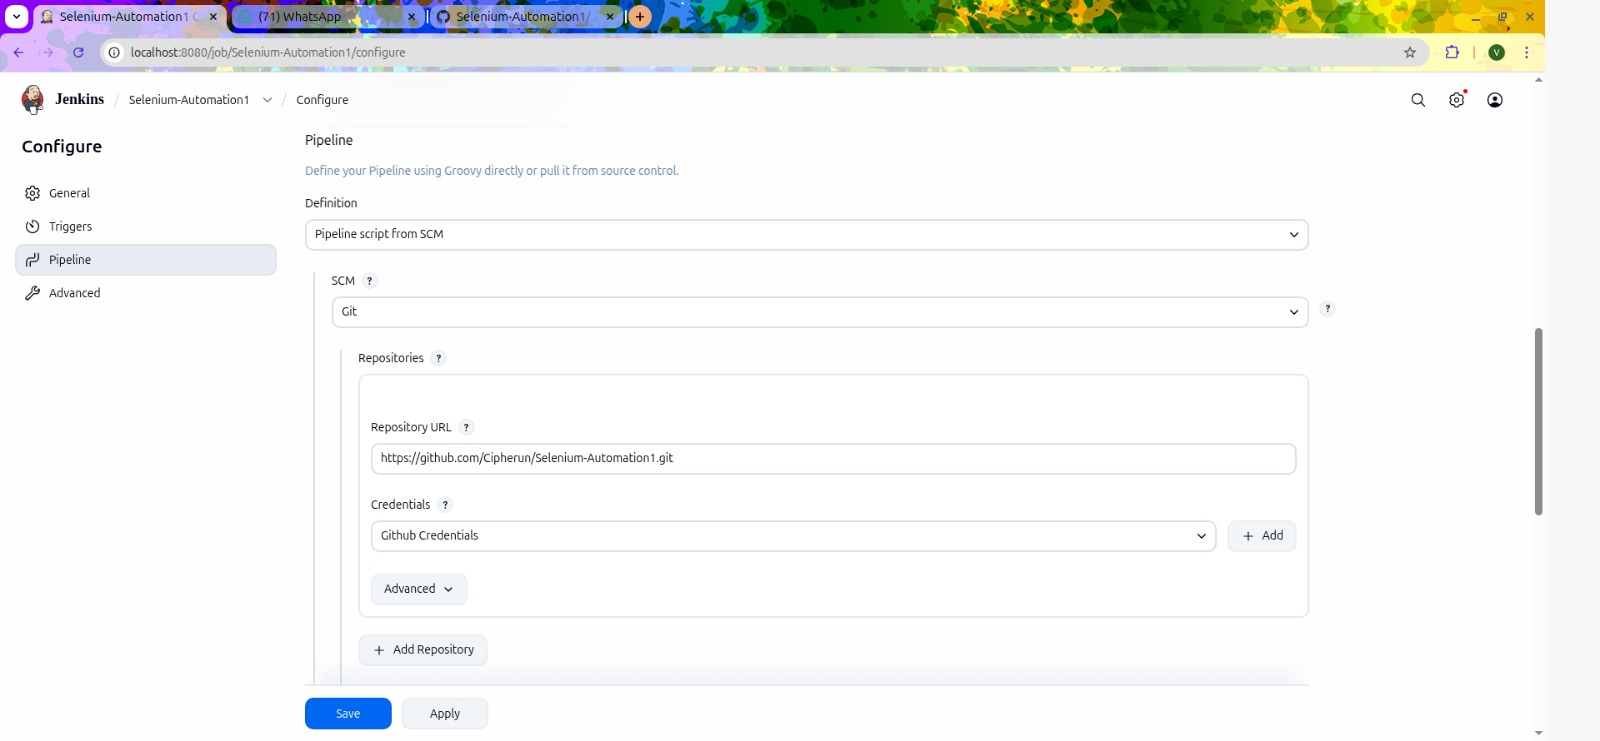 Selenium-Automation1 C
(71) WhatsApp
Selenium-Automation1/J
localhost:8080/job/Selenium-Automation1/configure
V
Jenkins / Selenium-Automation1 / Configure
Configure
General
Triggers
Pipeline
Advanced
Pipeline
Define your Pipeline using Groovy directly or pull it from source control.
Definition
Pipeline script from SCM
SCM ?
Git
?
Repositories ?
Repository URL ?
https://github.com/Cipherun/Selenium-Automation1.git
Credentials ?
Github Credentials
+ Add
Advanced
+ Add Repository
Save
Apply